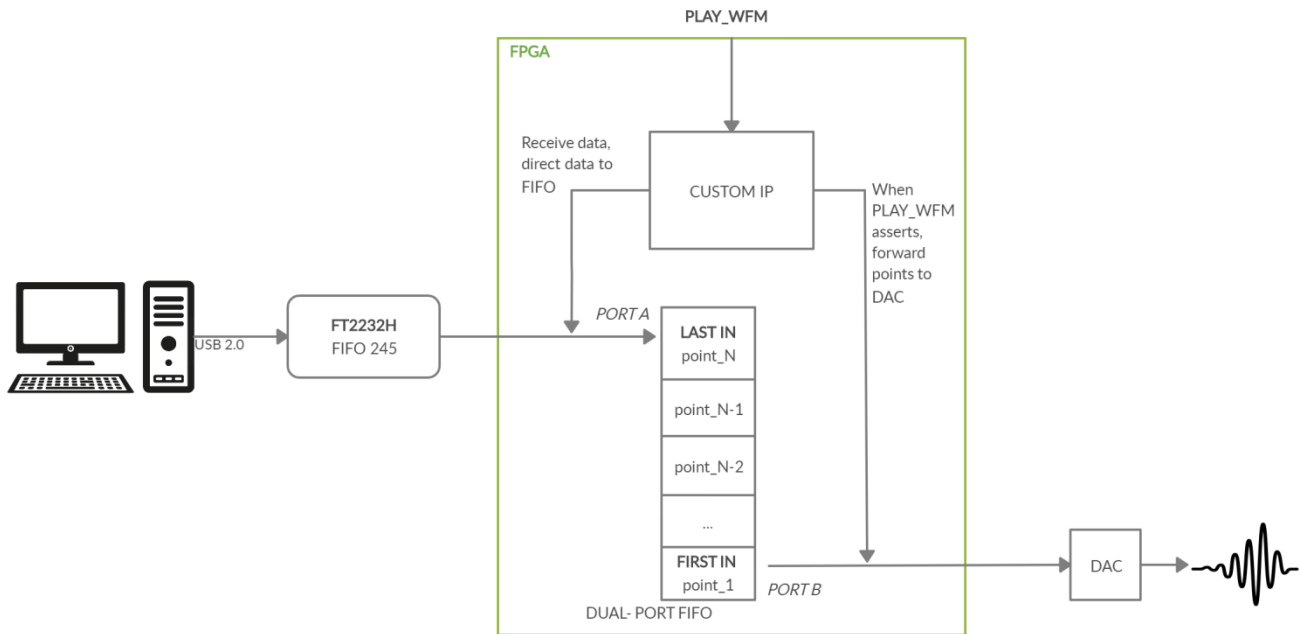 PLAY_WFM
FPGA
Receive data,
direct data to
FIFO
CUSTOM IP
When
PLAY_WFM
asserts,
forward
points to
DAC
USB 2.0
FT2232H
FIFO 245
PORT A
LAST IN
point_N
point_N-1
point_N-2
...
FIRST IN
point_1
PORT B
DUAL- PORT FIFO
DAC